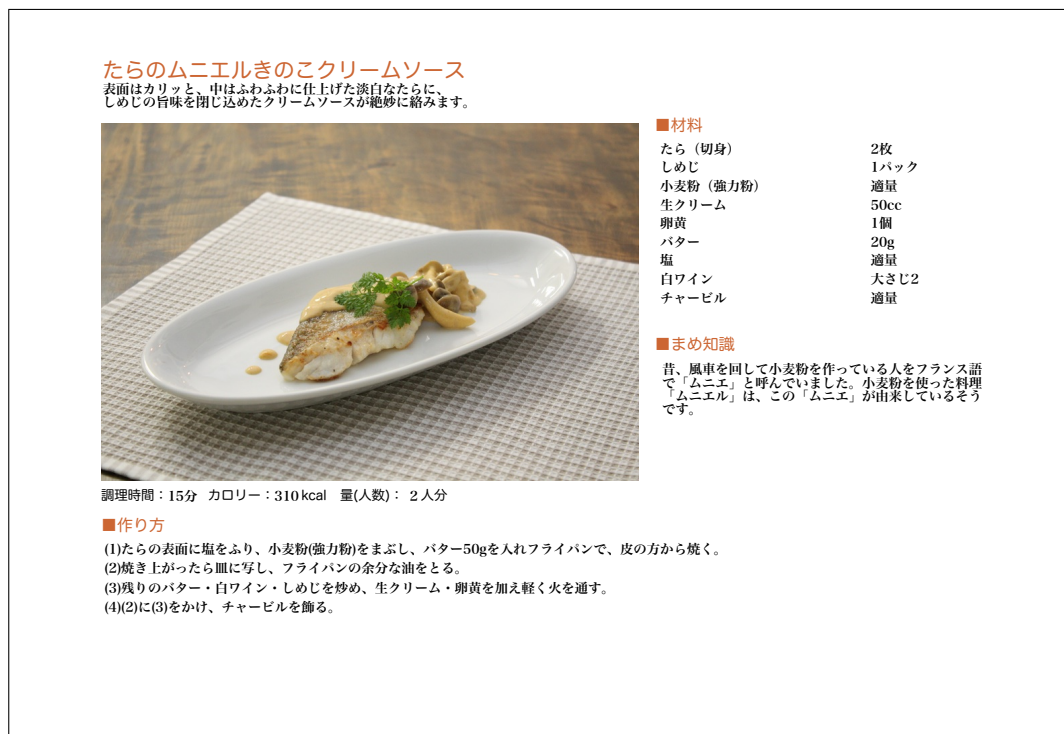 たらのムニエルきのこクリームソース
表面はカリッと、中はふわふわに仕上げた淡白なたらに、
しめじの旨味を閉じ込めたクリームソースが絶妙に絡みます。
■材料
たら（切身） 2枚
しめじ 1パック
小麦粉（強力粉） 適量
生クリーム 50cc
卵黄 1個
バター 20g
塩 適量
白ワイン 大さじ2
チャービル 適量
■まめ知識
昔、風車を回して小麦粉を作っている人をフランス語
で「ムニエ」と呼んでいました。小麦粉を使った料理
「ムニエル」は、この「ムニエ」が由来しているそう
です。
調理時間：15分 カロリー：310kcal 量(人数)： 2人分
■作り方
(1)たらの表面に塩をふり、小麦粉(強力粉)をまぶし、バター50gを入れフライパンで、皮の方から焼く。
(2)焼き上がったら皿に写し、フライパンの余分な油をとる。
(3)残りのバター・白ワイン・しめじを炒め、生クリーム・卵黄を加え軽く火を通す。
(4)(2)に(3)をかけ、チャービルを飾る。